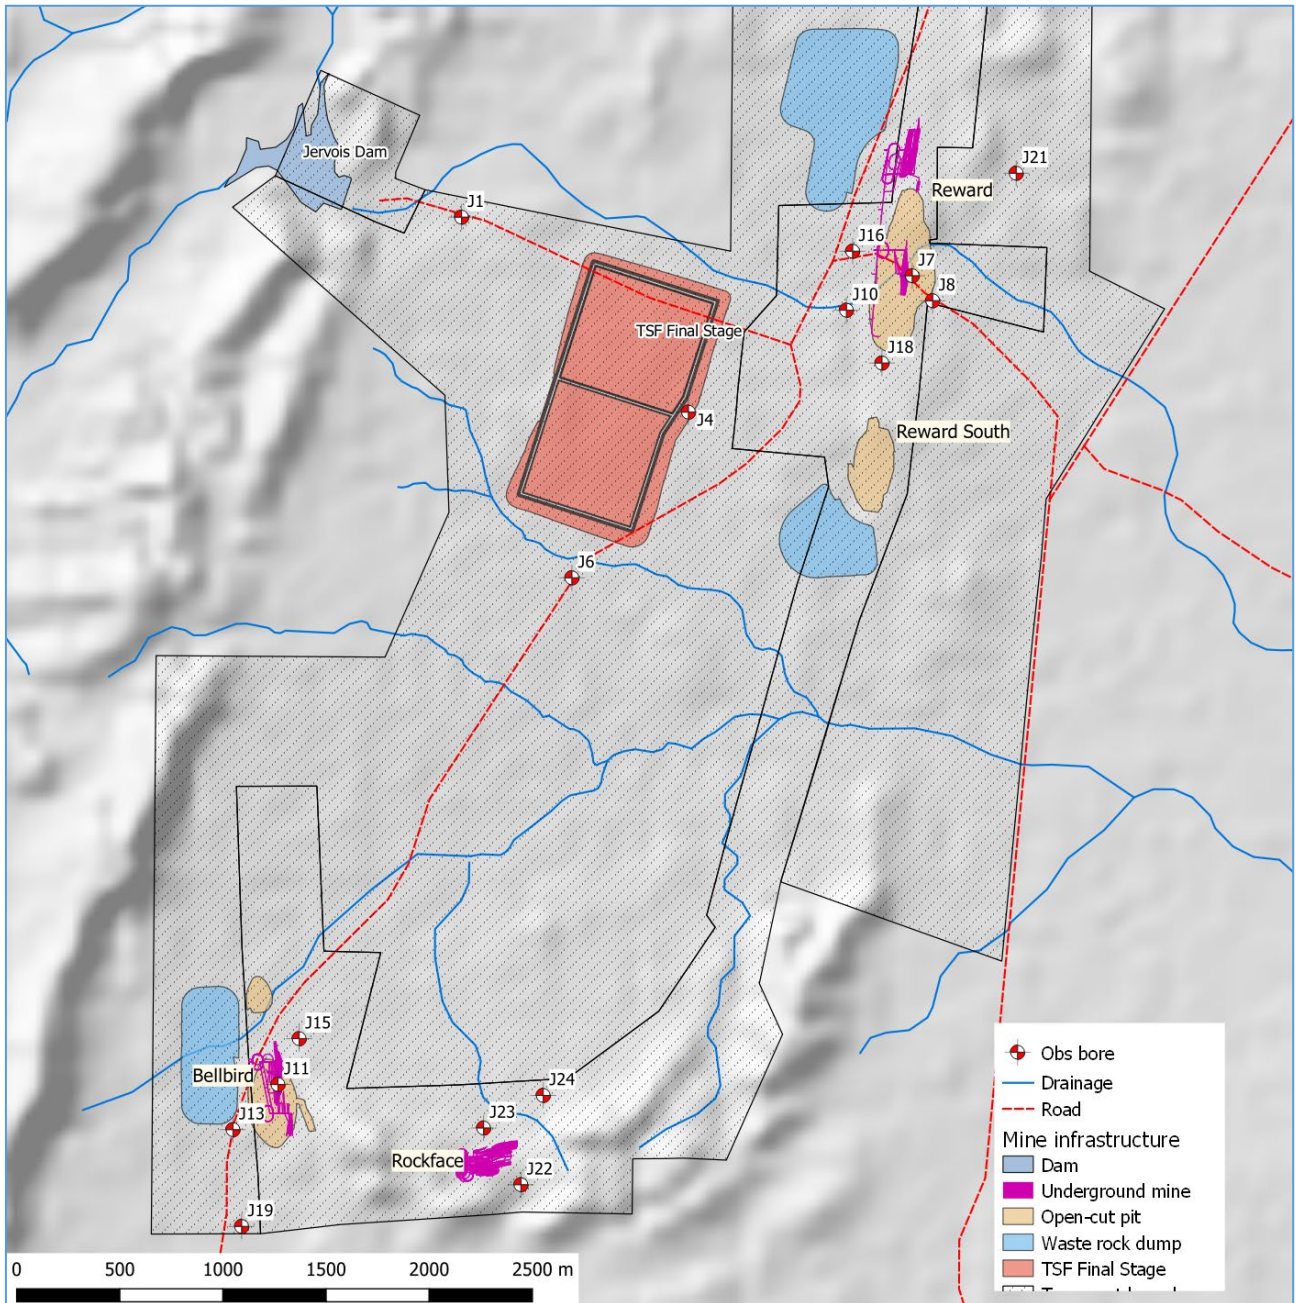 Jervois Dam
J1
J21
Reward
J16
J7
J8
J10
TSF Final Stage
J18
J4
Reward South
J6
J15
Bellbird
J11
J24
J13
J23
Rockface
J22
J19
Obs bore
Drainage
Road
Mine infrastructure
Dam
Underground mine
Open-cut pit
Waste rock dump
TSF Final Stage
0 500 1000 1500 2000 2500 m